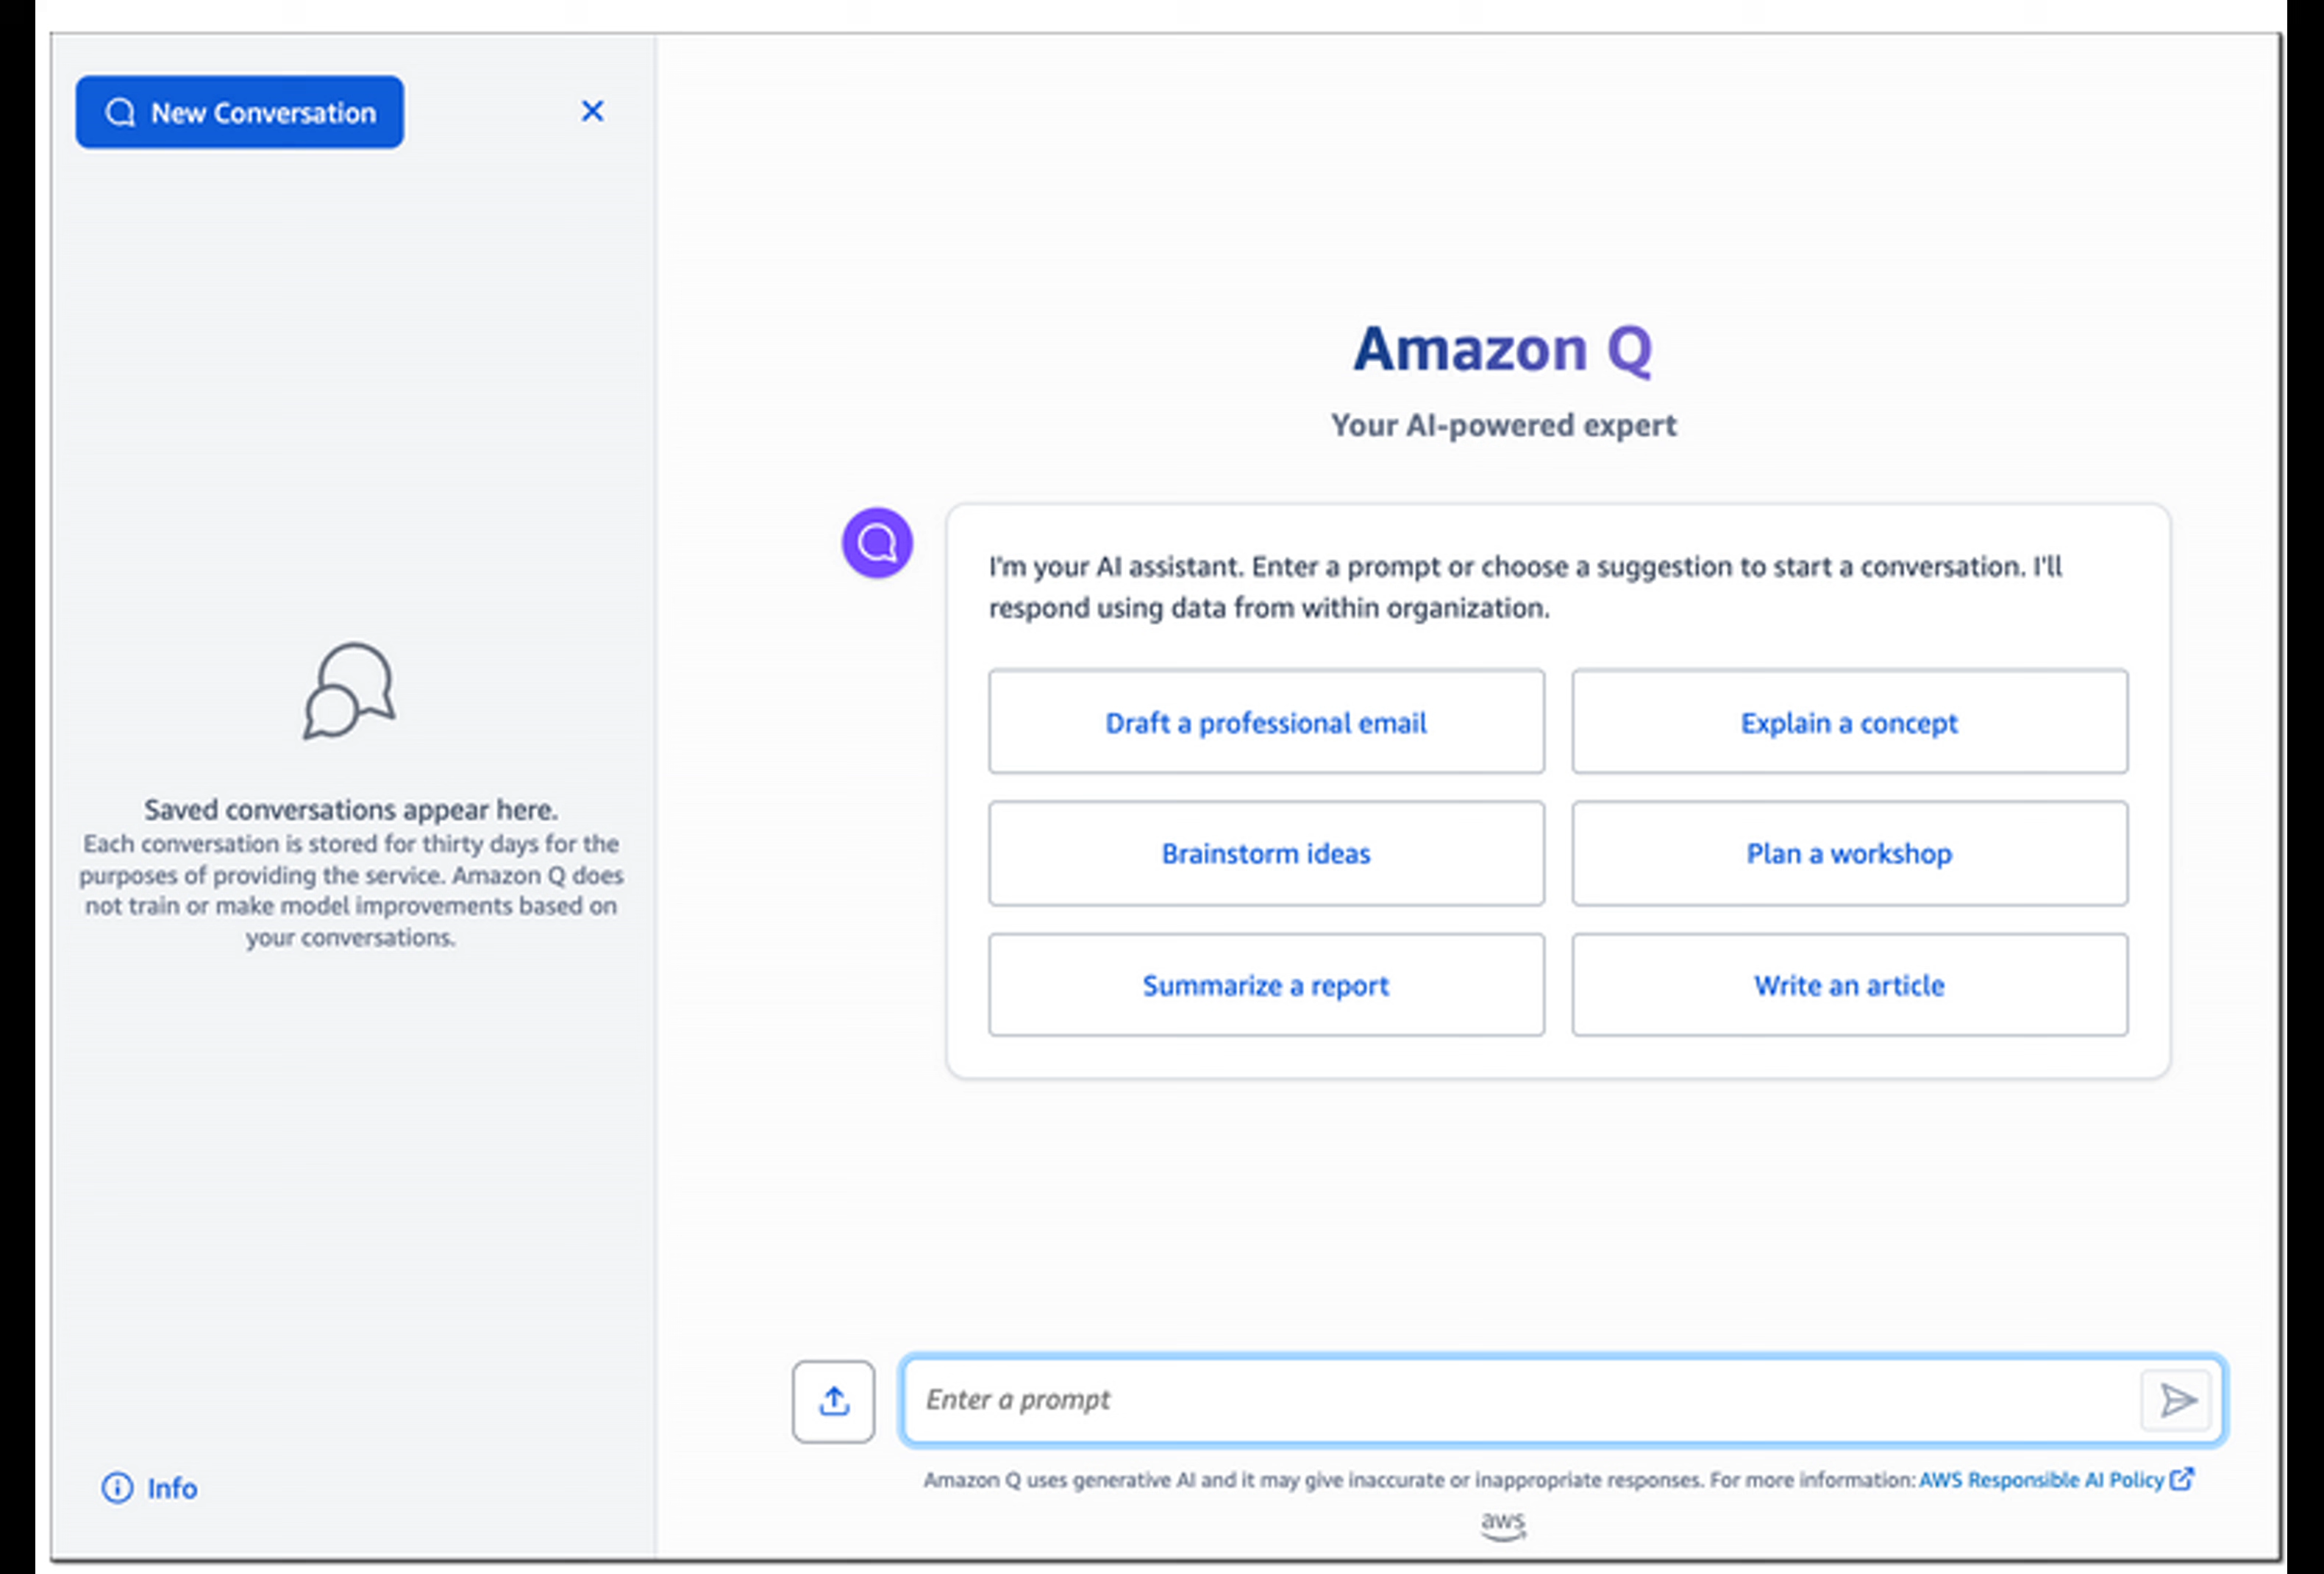 New Conversation
Saved conversations appear here.
Each conversation is stored for thirty days for the
purposes of providing the service. Amazon Q does
not train or make model improvements based on
your conversations.
Info
Amazon Q
Your AI-powered expert
I'm your AI assistant. Enter a prompt or choose a suggestion to start a conversation. I'll
respond using data from within organization.
Draft a professional email
Explain a concept
Brainstorm ideas
Plan a workshop
Summarize a report
Write an article
Enter a prompt
Amazon Q uses generative AI and it may give inaccurate or inappropriate responses. For more information: AWS Responsible AI Policy
aws